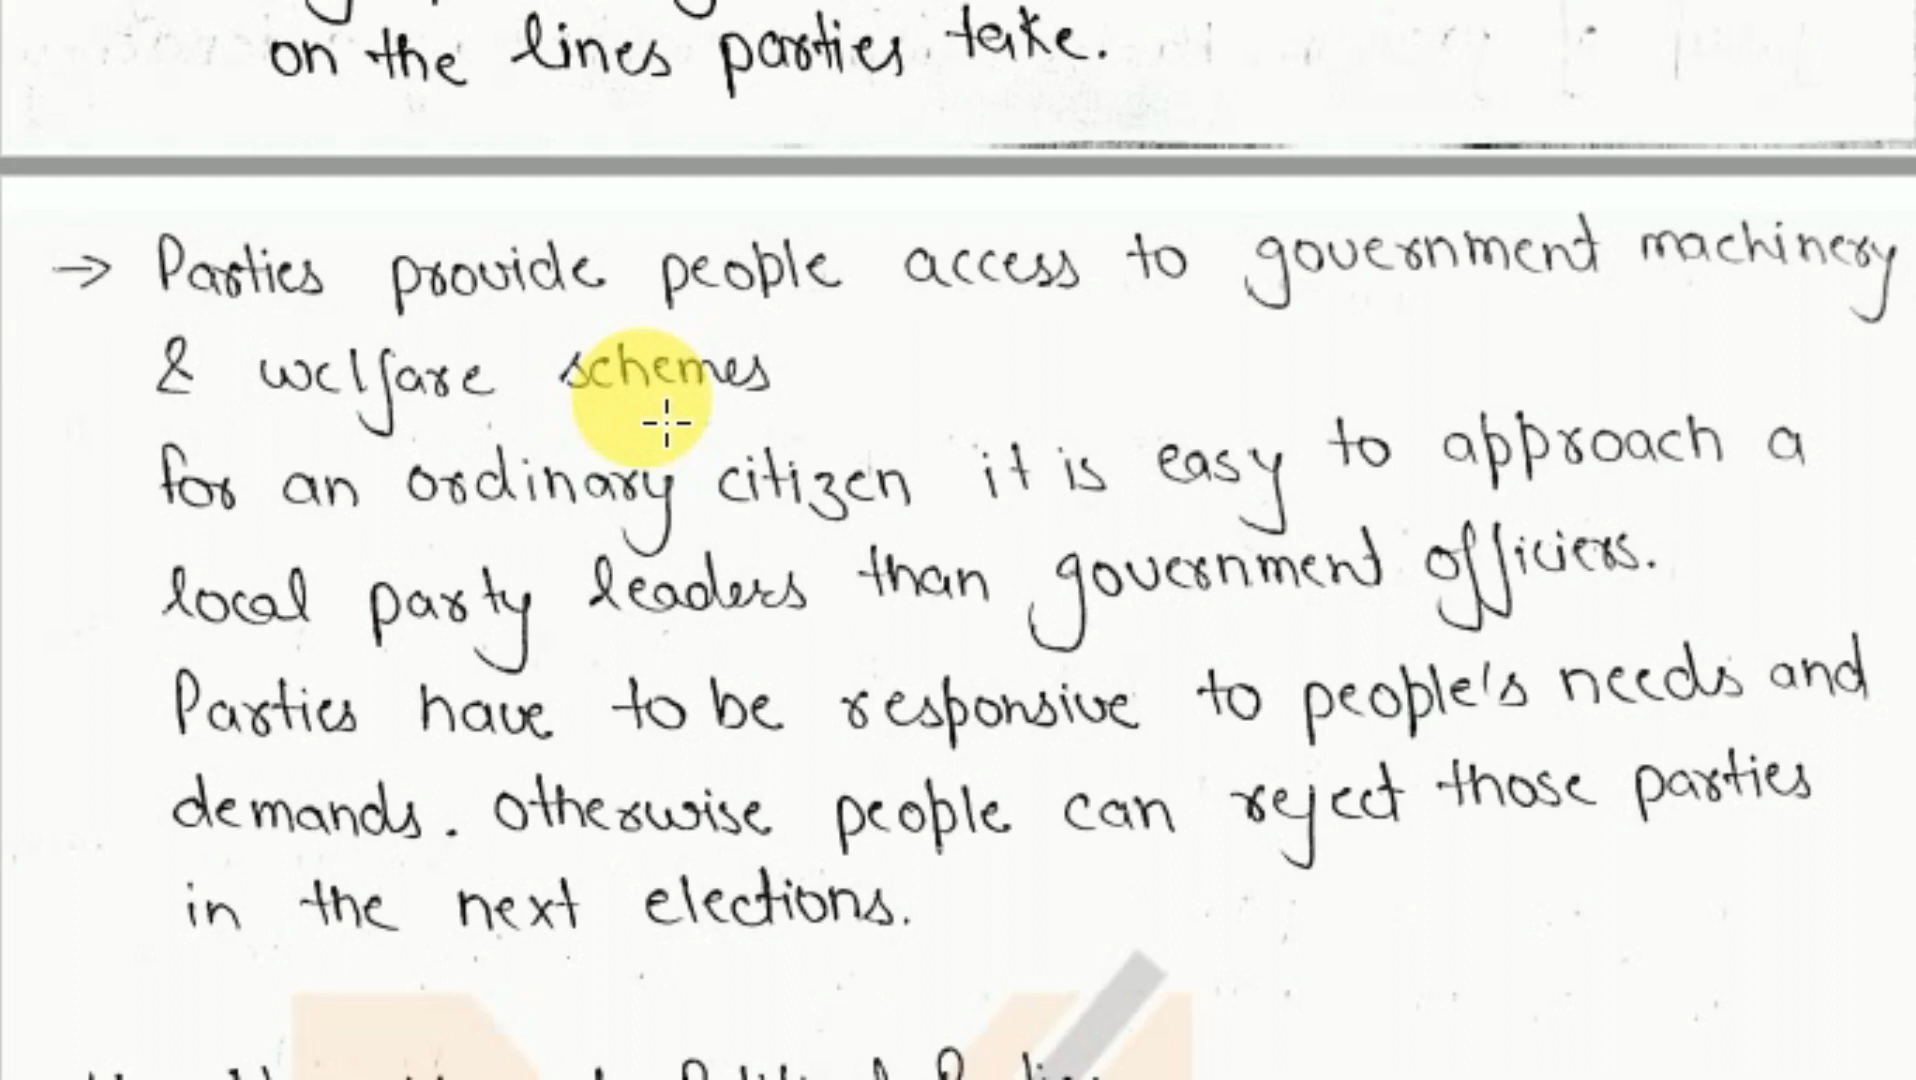 on the lines parties take.
→ Parties provide people access to government machinery
& welfare schemes
for an ordinary citizen it is easy to approach a
local party leaders than government officiers.
Parties have to be responsive to people's needs and
demands. otherwise people can reject those parties
in the next elections.